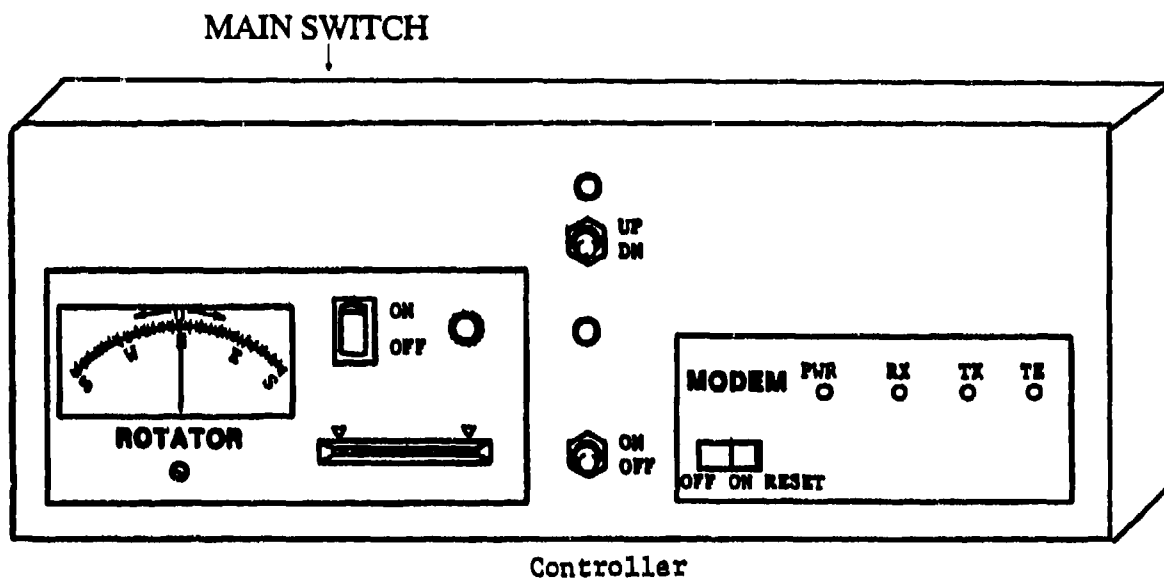 MAIN SWITCH
UP
DN
ON
OFF
S W N E S
ROTATOR
ON
OFF
MODEM PWR RX TX TE
OFF ON RESET
Controller